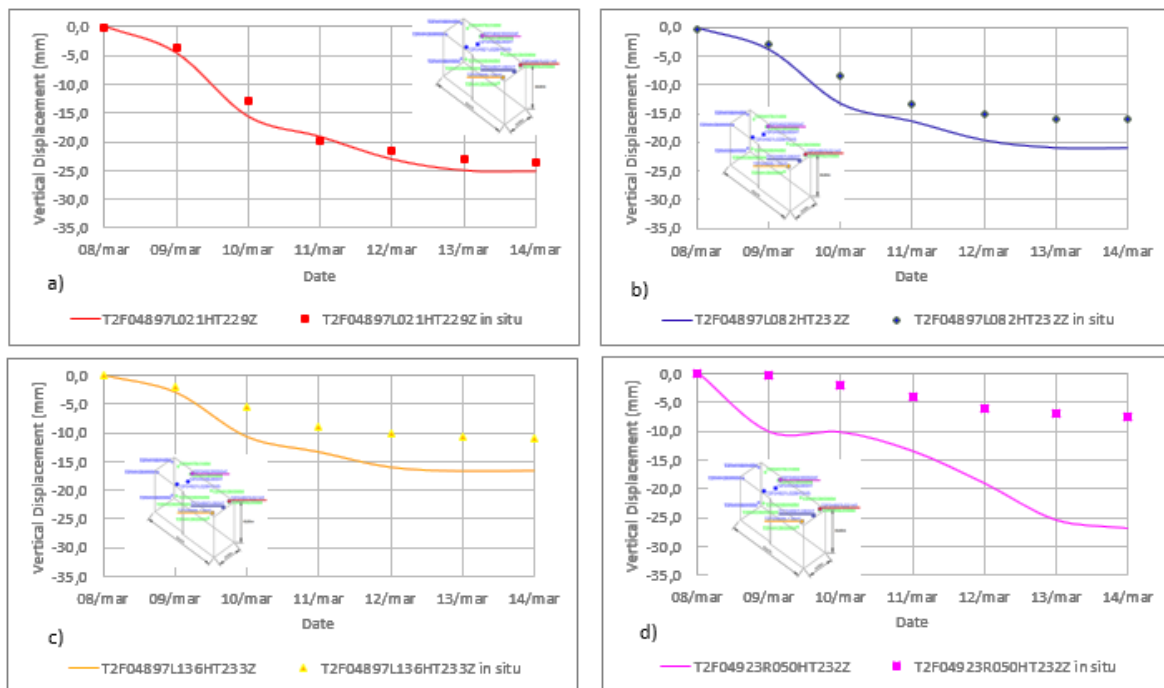 0,0
-5,0
-10,0
-15,0
-20,0
-25,0
-30,0
-35,0
Vertical Displacement (mm)
08/mar 09/mar 10/mar 11/mar 12/mar 13/mar 14/mar
Date
a)
T2F04897L021HT229Z T2F04897L021HT229Z in situ
0,0
-5,0
-10,0
-15,0
-20,0
-25,0
-30,0
-35,0
Vertical Displacement (mm)
08/mar 09/mar 10/mar 11/mar 12/mar 13/mar 14/mar
Date
b)
T2F04897L082HT232Z T2F04897L082HT232Z in situ
0,0
-5,0
-10,0
-15,0
-20,0
-25,0
-30,0
-35,0
Vertical Displacement (mm)
08/mar 09/mar 10/mar 11/mar 12/mar 13/mar 14/mar
Date
c)
T2F04897L136HT233Z T2F04897L136HT233Z in situ
0,0
-5,0
-10,0
-15,0
-20,0
-25,0
-30,0
-35,0
Vertical Displacement (mm)
08/mar 09/mar 10/mar 11/mar 12/mar 13/mar 14/mar
Date
d)
T2F04923R050HT232Z T2F04923R050HT232Z in situ